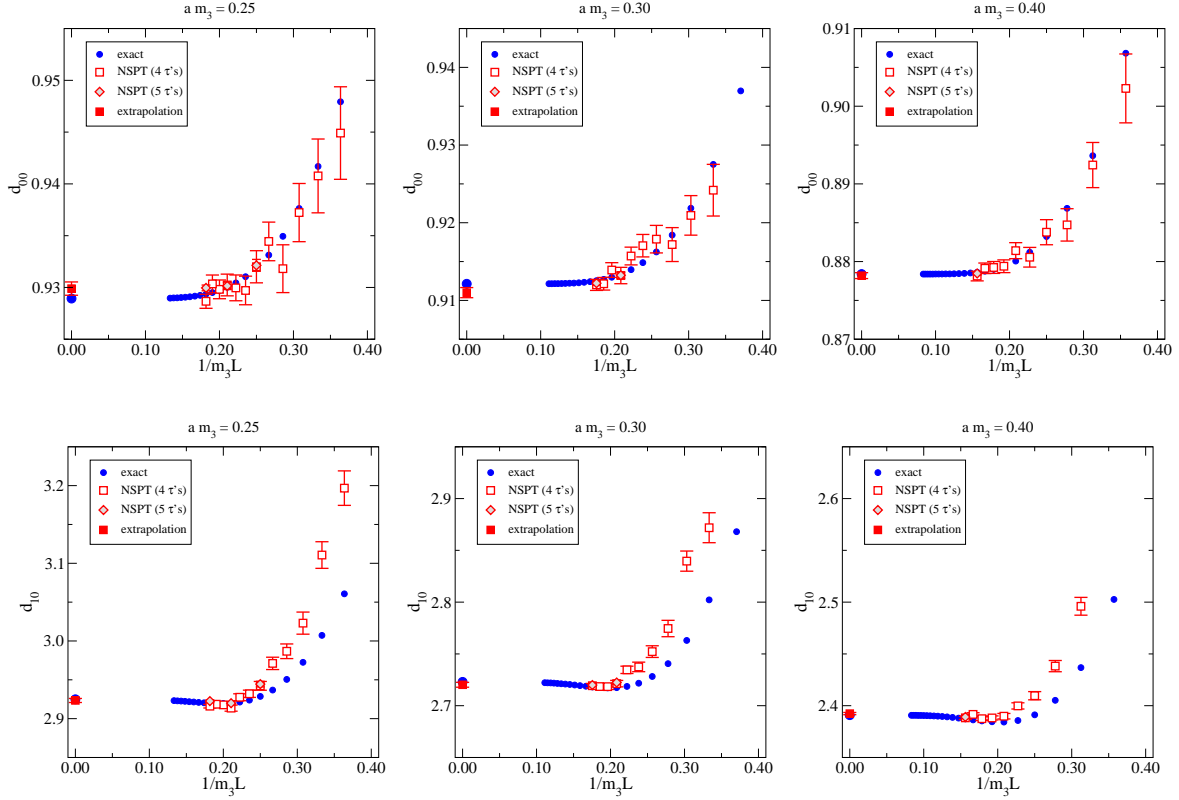 a m3 = 0.25
0.95
0.94
0.93
d00
exact
NSPT (4 τ's)
NSPT (5 τ's)
extrapolation
0.00 0.10 0.20 0.30 0.40
1/m3L
a m3 = 0.30
0.94
0.93
0.92
0.91
d00
exact
NSPT (4 τ's)
NSPT (5 τ's)
extrapolation
0.00 0.10 0.20 0.30 0.40
1/m3L
a m3 = 0.40
0.91
0.90
0.89
0.88
0.87
d00
exact
NSPT (4 τ's)
NSPT (5 τ's)
extrapolation
0.00 0.10 0.20 0.30 0.40
1/m3L
a m3 = 0.25
3.2
3.1
3.0
2.9
d10
exact
NSPT (4 τ's)
NSPT (5 τ's)
extrapolation
0.00 0.10 0.20 0.30 0.40
1/m3L
a m3 = 0.30
2.9
2.8
2.7
d10
exact
NSPT (4 τ's)
NSPT (5 τ's)
extrapolation
0.00 0.10 0.20 0.30 0.40
1/m3L
a m3 = 0.40
2.6
2.5
2.4
d10
exact
NSPT (4 τ's)
NSPT (5 τ's)
extrapolation
0.00 0.10 0.20 0.30 0.40
1/m3L